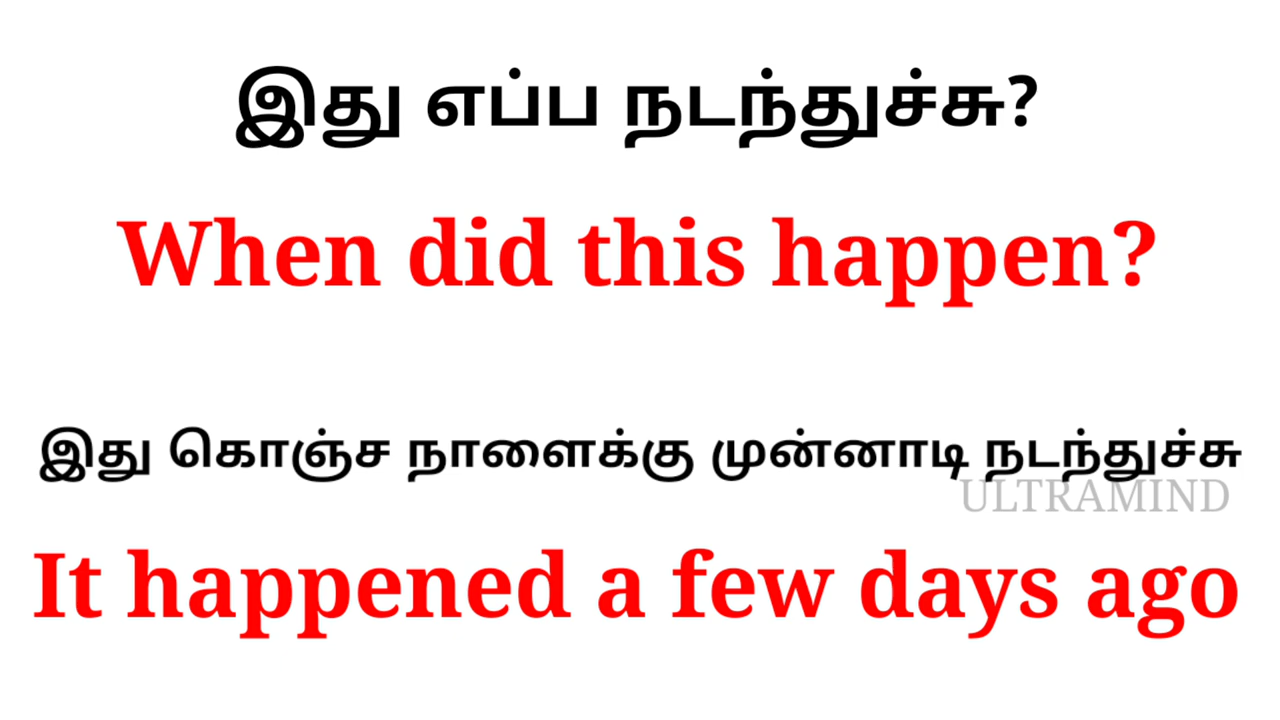 இது எப்ப நடந்துச்சு?
When did this happen?
இது கொஞ்ச நாளைக்கு முன்னாடி நடந்துச்சு
ULTRAMIND
It happened a few days ago